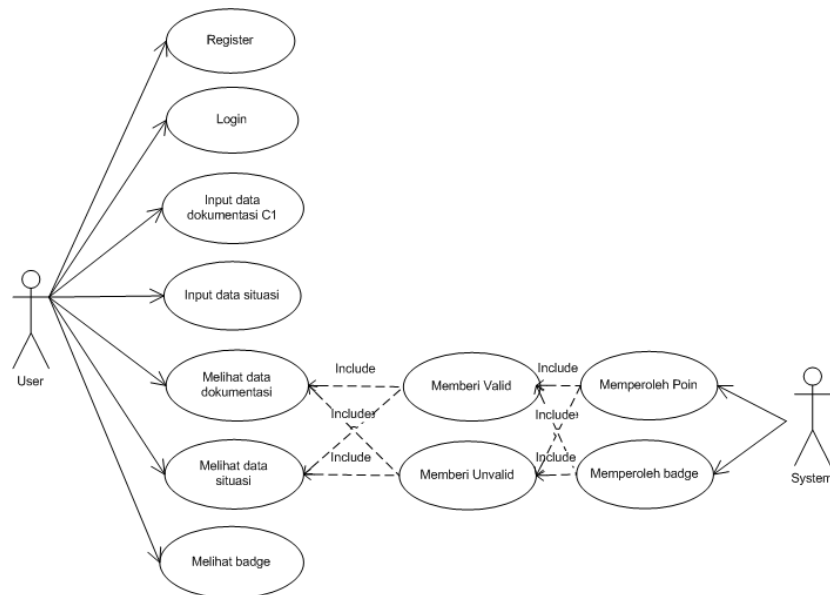 Register
Login
Input data
dokumentasi C1
Input data situasi
User
Melihat data
dokumentasi
Include
Memberi Valid
Include
Memperoleh Poin
Include
Include
Melihat data
situasi
Include
Memberi Unvalid
Include
Memperoleh badge
System
Melihat badge